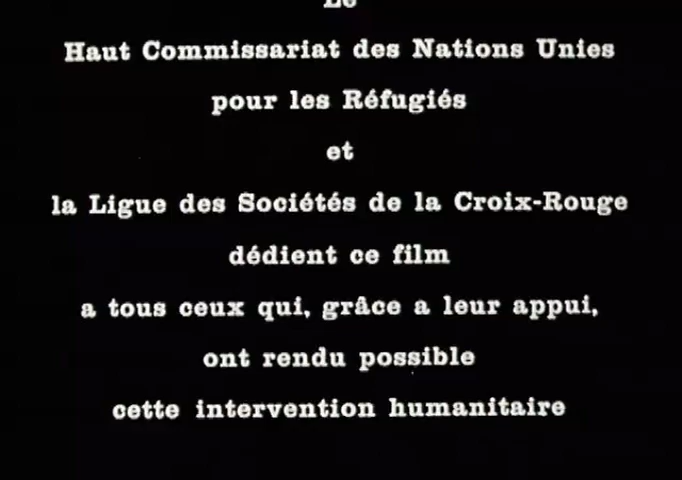 Le
Haut Commissariat des Nations Unies
pour les Réfugiés
et
la Ligue des Sociétés de la Croix-Rouge
dédient ce film
a tous ceux qui, grâce a leur appui,
ont rendu possible
cette intervention humanitaire